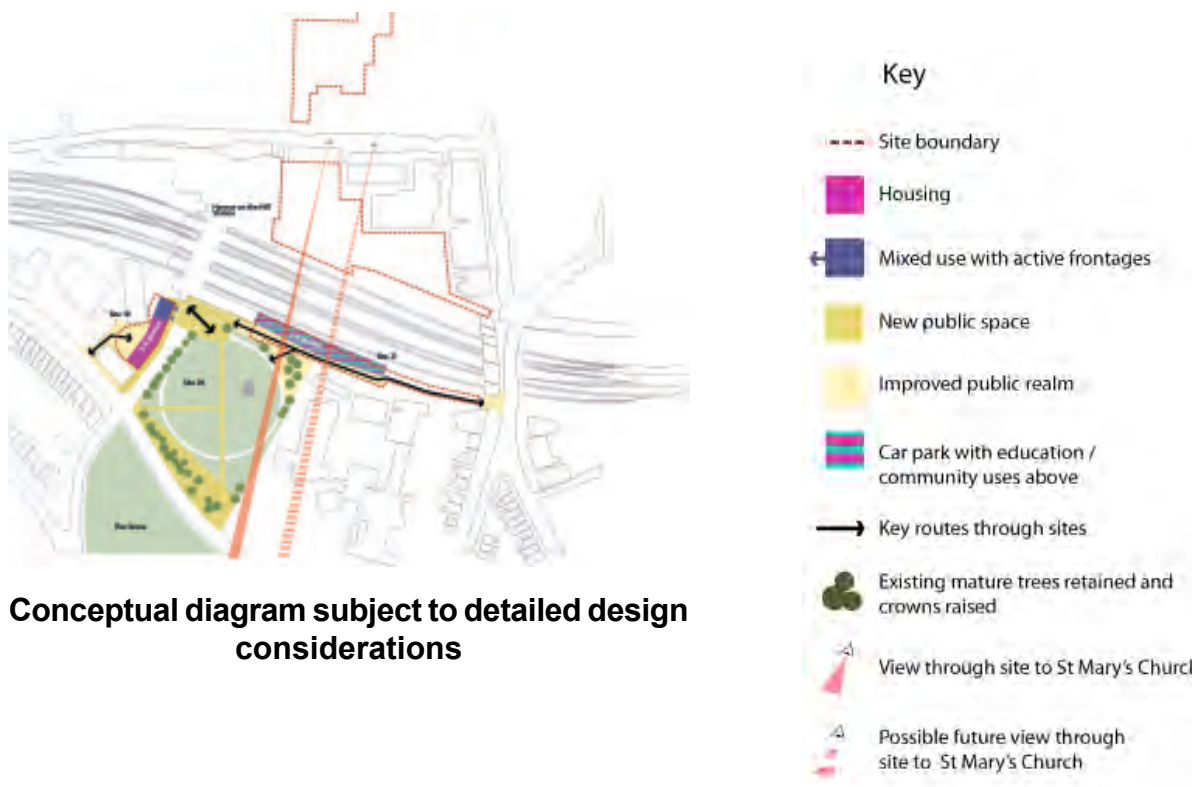 Key
Site boundary
Housing
Mixed use with active frontages
New public space
Improved public realm
Car park with education /
community uses above
Key routes through sites
Existing mature trees retained and
crowns raised
View through site to St Mary's Church
Possible future view through
site to St Mary's Church
Conceptual diagram subject to detailed design
considerations